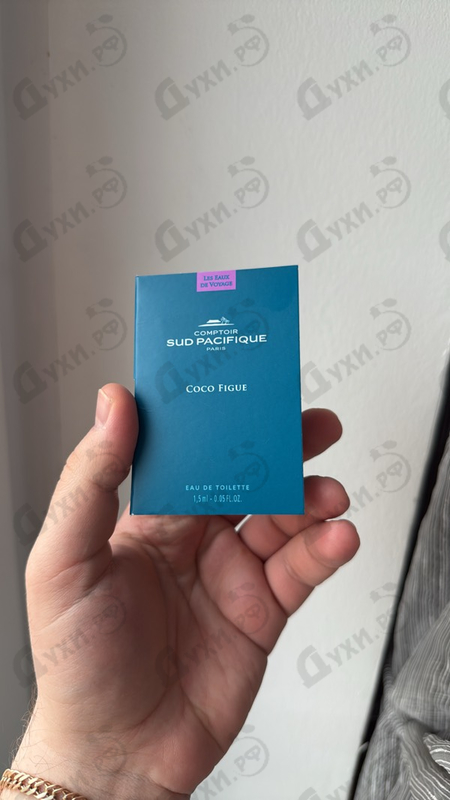 Les Eaux
de Voyage
COMPTOIR
SUD PACIFIQUE
PARIS
Coco Figue
EAU DE TOILETTE
1,5 ml - 0.05 FL.OZ.
Духи.рф